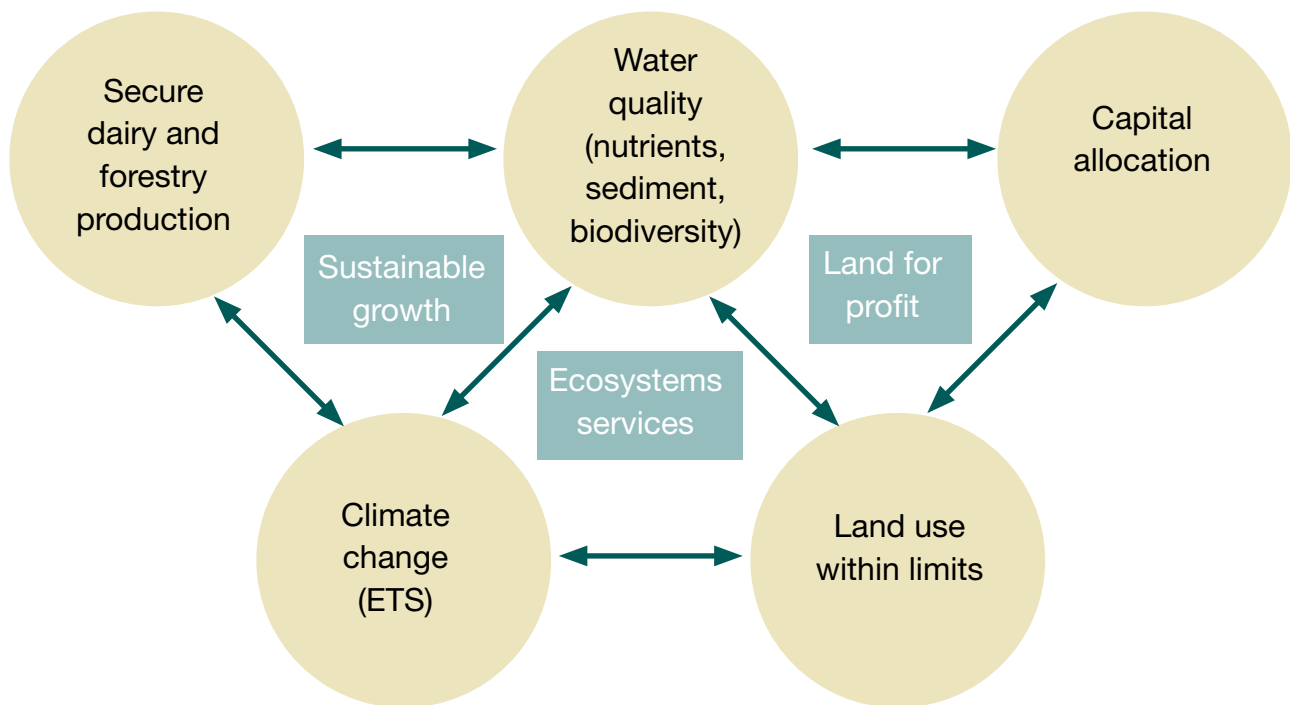 Secure
dairy and
forestry
production
Water
quality
(nutrients,
sediment,
biodiversity)
Capital
allocation
Sustainable
growth
Land for
profit
Ecosystems
services
Climate
change
(ETS)
Land use
within limits